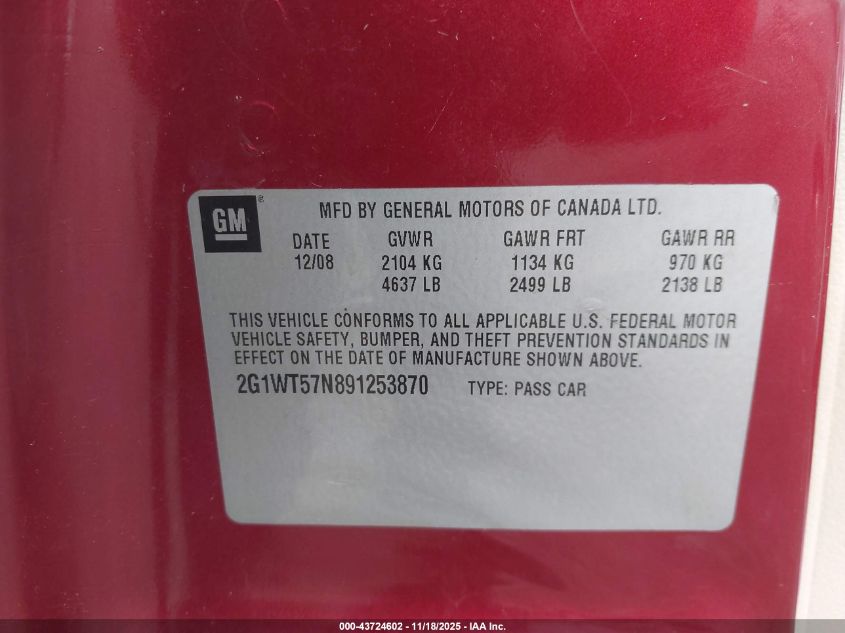 GM
®
MFD BY GENERAL MOTORS OF CANADA LTD.
DATE GVWR GAWR FRT GAWR RR
12/08 2104 KG 1134 KG 970 KG
4637 LB 2499 LB 2138 LB
THIS VEHICLE CONFORMS TO ALL APPLICABLE U.S. FEDERAL MOTOR
VEHICLE SAFETY, BUMPER, AND THEFT PREVENTION STANDARDS IN
EFFECT ON THE DATE OF MANUFACTURE SHOWN ABOVE.
2G1WT57N891253870 TYPE: PASS CAR
000-43724602 - 11/18/2025 - IAA Inc.